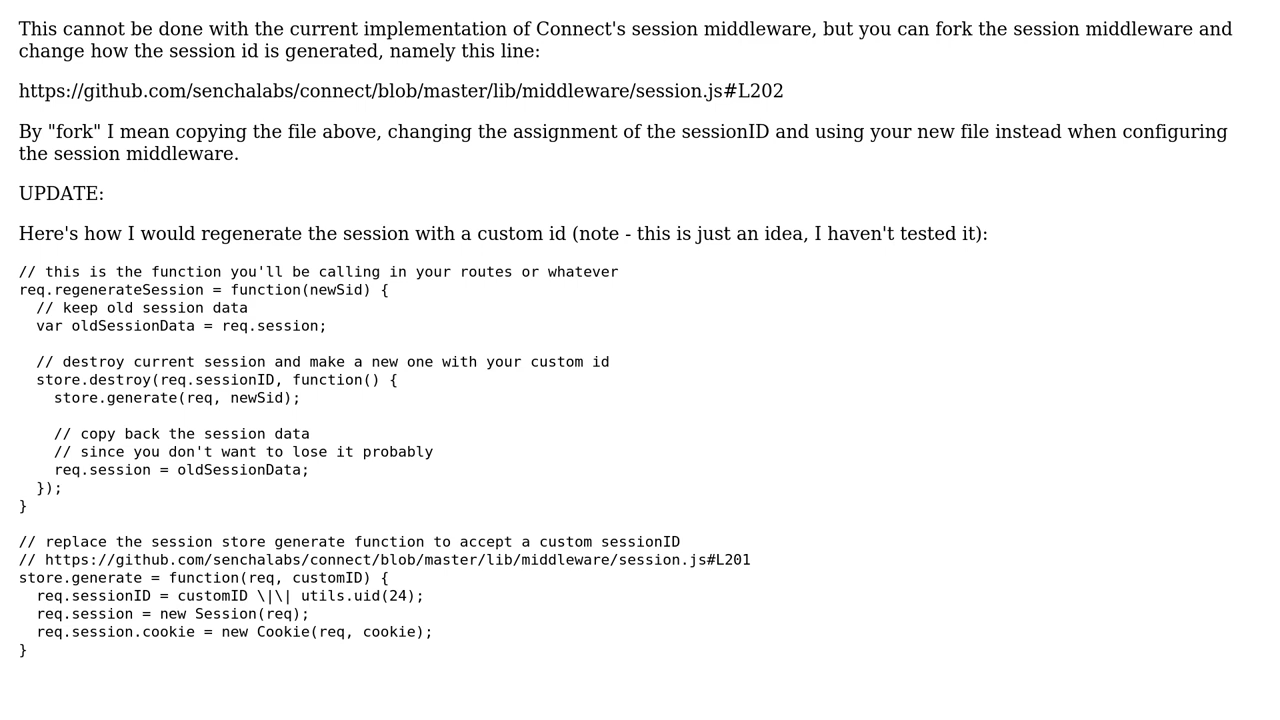 This cannot be done with the current implementation of Connect's session middleware, but you can fork the session middleware and
change how the session id is generated, namely this line:
https://github.com/senchalabs/connect/blob/master/lib/middleware/session.js#L202
By "fork" I mean copying the file above, changing the assignment of the sessionID and using your new file instead when configuring
the session middleware.
UPDATE:
Here's how I would regenerate the session with a custom id (note - this is just an idea, I haven't tested it):
// this is the function you'll be calling in your routes or whatever
req.regenerateSession = function(newSid) {
  // keep old session data
  var oldSessionData = req.session;

  // destroy current session and make a new one with your custom id
  store.destroy(req.sessionID, function() {
    store.generate(req, newSid);

    // copy back the session data
    // since you don't want to lose it probably
    req.session = oldSessionData;
  });
}

// replace the session store generate function to accept a custom sessionID
// https://github.com/senchalabs/connect/blob/master/lib/middleware/session.js#L201
store.generate = function(req, customID) {
  req.sessionID = customID \|\| utils.uid(24);
  req.session = new Session(req);
  req.session.cookie = new Cookie(req, cookie);
}